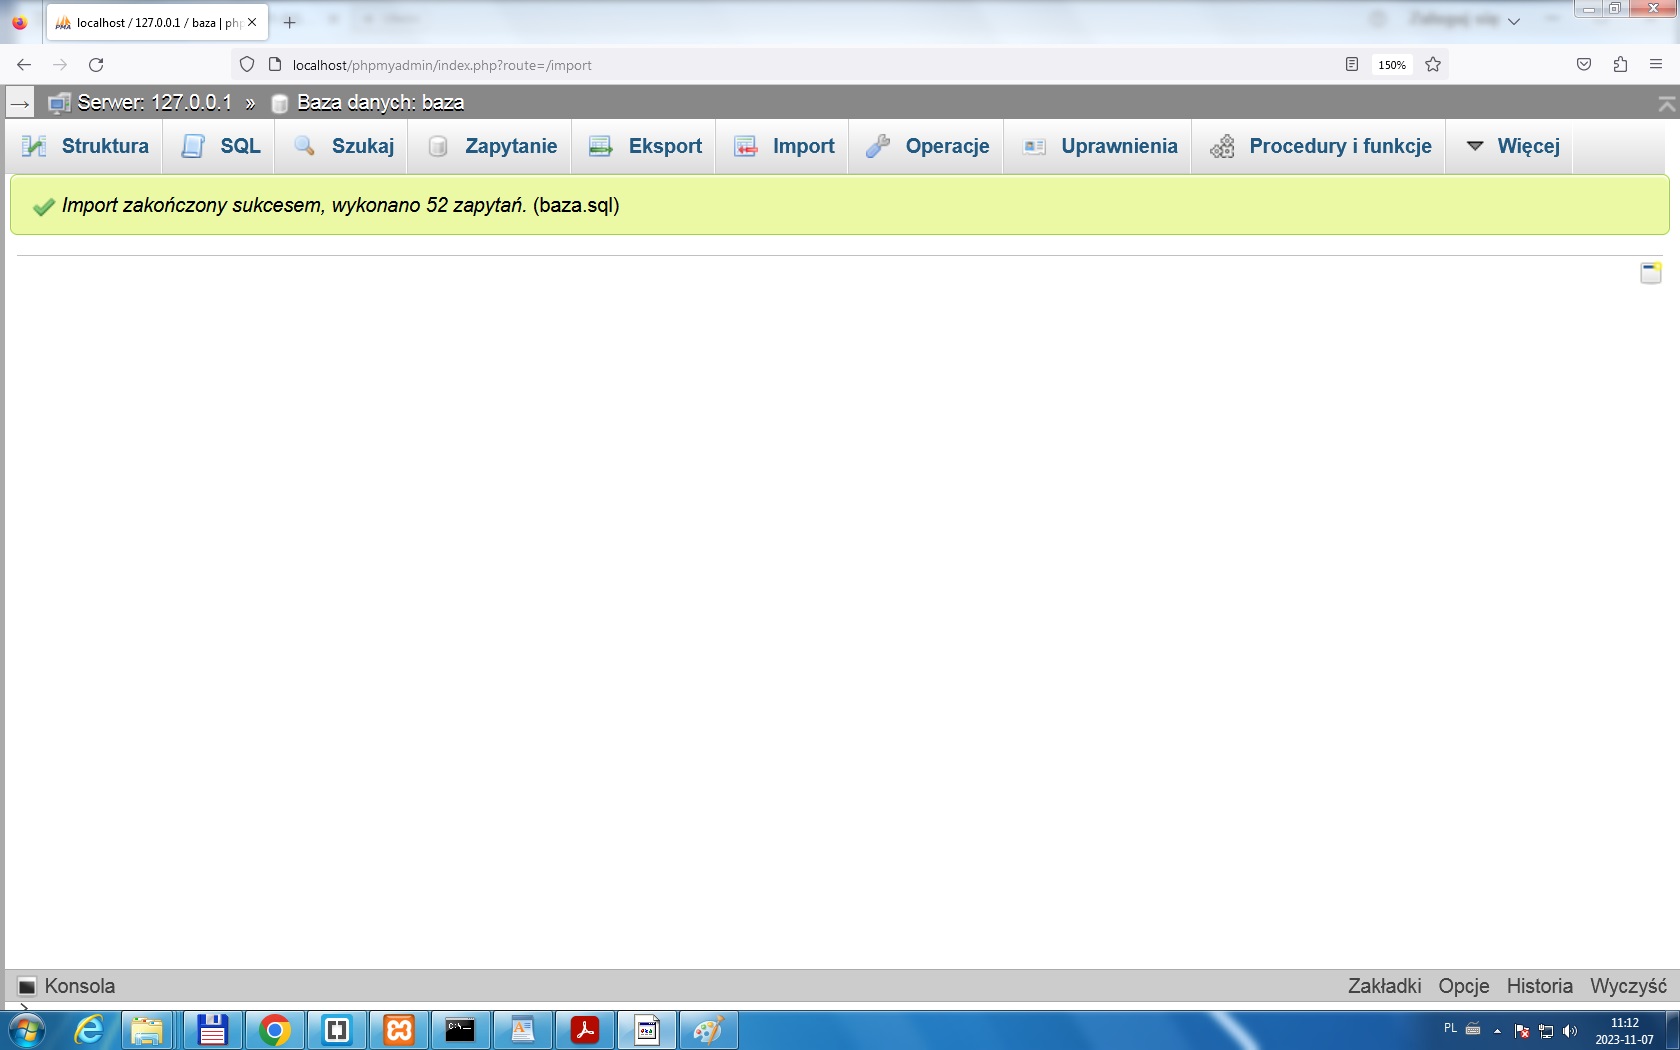 localhost / 127.0.0.1 / baza | php
localhost/phpmyadmin/index.php?route=/import
150%
Serwer: 127.0.0.1 » Baza danych: baza
Struktura SQL Szukaj Zapytanie Eksport Import Operacje Uprawnienia Procedury i funkcje Więcej
Import zakończony sukcesem, wykonano 52 zapytań. (baza.sql)
Konsola Zakładki Opcje Historia Wyczyść
>
PL 11:12
2023-11-07